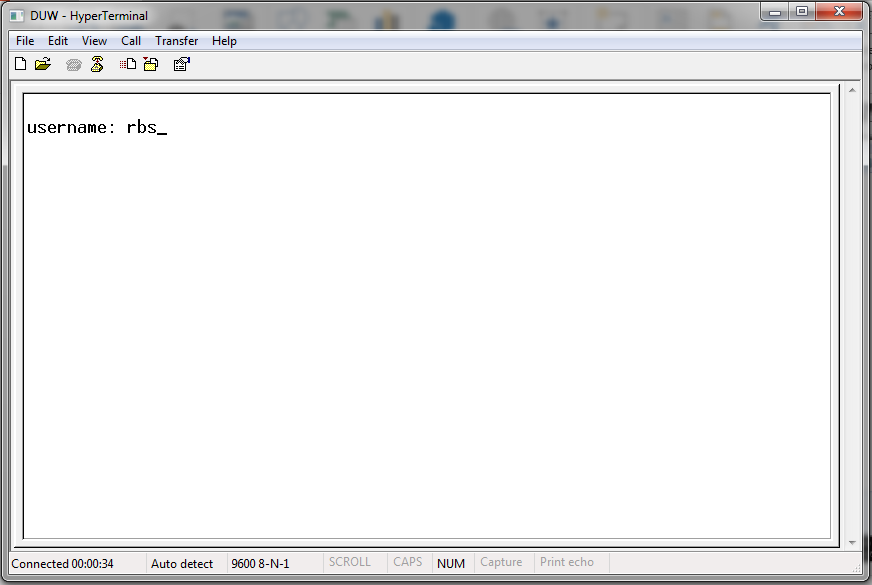 DUW - HyperTerminal
File Edit View Call Transfer Help
username: rbs_
Connected 00:00:34 Auto detect 9600 8-N-1 SCROLL CAPS NUM Capture Print echo